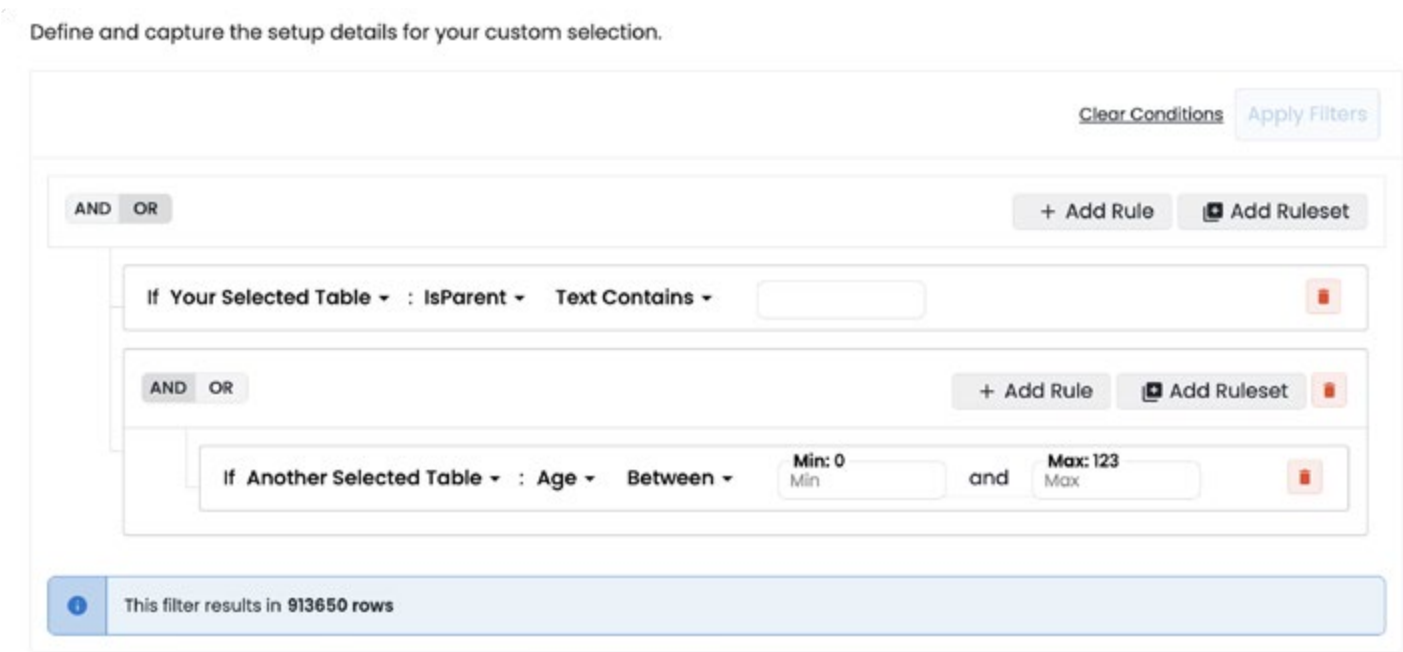 Define and capture the setup details for your custom selection.
Clear Conditions Apply Filters
AND OR + Add Rule Add Ruleset
If Your Selected Table : IsParent Text Contains
AND OR + Add Rule Add Ruleset
If Another Selected Table : Age Between Min: 0 Min and Max: 123 Max
This filter results in 913650 rows